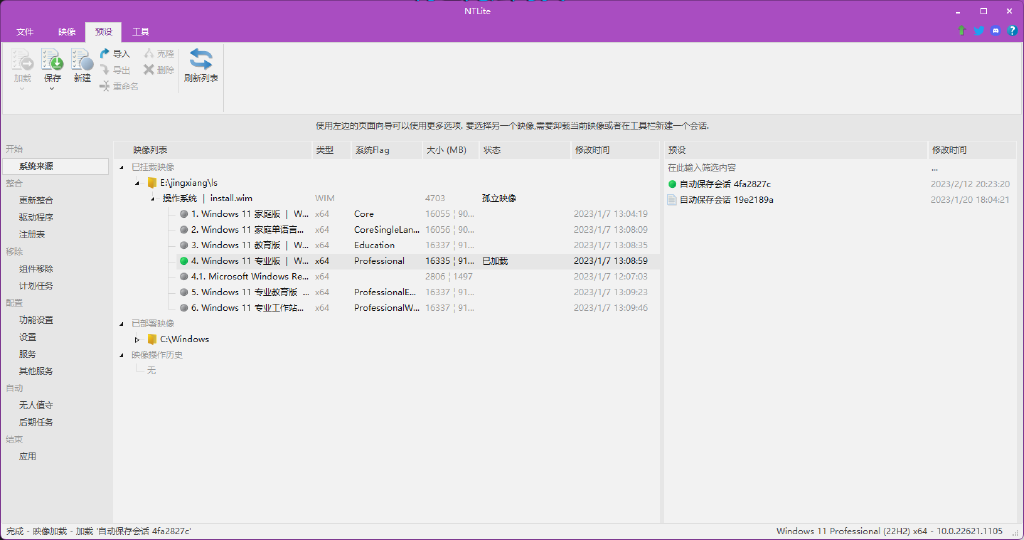 NTLite
文件 映像 预设 工具
加载 保存 新建 导入 导出 重命名 克隆 删除 刷新列表
使用左边的页面向导可以使用更多选项. 要选择另一个映像,需要卸载当前映像或者在工具栏新建一个会话.
开始
系统来源
整合
更新整合
驱动程序
注册表
移除
组件移除
计划任务
配置
功能设置
设置
服务
其他服务
自动
无人值守
后期任务
结束
应用
映像列表 类型 系统Flag 大小 (MB) 状态 修改时间
已挂载映像
E:\jingxiang\ls
操作系统 | install.wim WIM 4703 孤立映像
1. Windows 11 家庭版 | W... x64 Core 16055 ¦ 90... 2023/1/7 13:04:19
2. Windows 11 家庭单语言... x64 CoreSingleLan... 16056 ¦ 90... 2023/1/7 13:08:09
3. Windows 11 教育版 | W... x64 Education 16337 ¦ 91... 2023/1/7 13:08:35
4. Windows 11 专业版 | W... x64 Professional 16335 ¦ 91... 已加载 2023/1/7 13:08:59
4.1. Microsoft Windows Re... x64 2806 ¦ 1497 2023/1/7 12:07:03
5. Windows 11 专业教育版 ... x64 ProfessionalE... 16337 ¦ 91... 2023/1/7 13:09:23
6. Windows 11 专业工作站... x64 ProfessionalW... 16337 ¦ 91... 2023/1/7 13:09:46
已部署映像
C:\Windows
映像操作历史
无
预设 修改时间
在此输入筛选内容 ...
自动保存会话 4fa2827c 2023/2/12 20:23:20
自动保存会话 19e2189a 2023/1/20 18:04:21
完成 - 映像加载 - 加载 '自动保存会话 4fa2827c'
Windows 11 Professional (22H2) x64 - 10.0.22621.1105